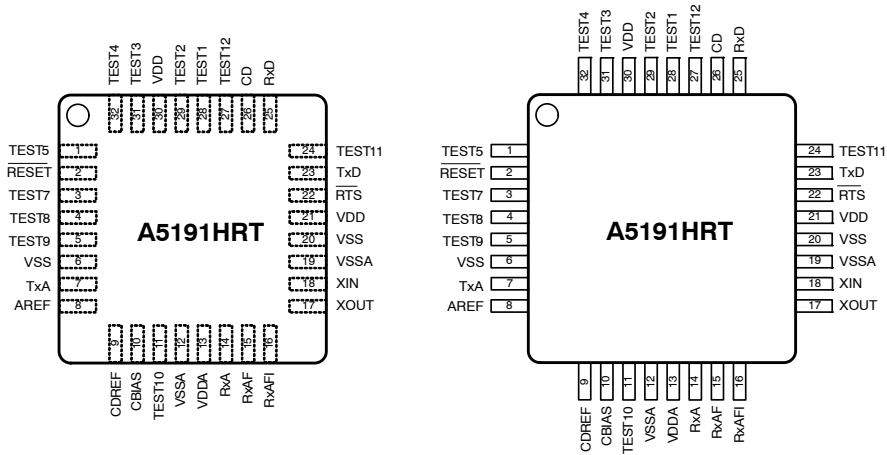 TEST4 TEST3 VDD TEST2 TEST1 TEST12 CD RxD
32 31 30 29 28 27 26 25
TEST5 1 24 TEST11
RESET 2 23 TxD
TEST7 3 22 RTS
TEST8 4 21 VDD
TEST9 5 20 VSS
VSS 6 19 VSSA
TxA 7 18 XIN
AREF 8 17 XOUT
A5191HRT
9 10 11 12 13 14 15 16
CDREF CBIAS TEST10 VSSA VDDA RxA RxAF RxAFI
TEST4 TEST3 VDD TEST2 TEST1 TEST12 CD RxD
32 31 30 29 28 27 26 25
TEST5 1 24 TEST11
RESET 2 23 TxD
TEST7 3 22 RTS
TEST8 4 21 VDD
TEST9 5 20 VSS
VSS 6 19 VSSA
TxA 7 18 XIN
AREF 8 17 XOUT
A5191HRT
9 10 11 12 13 14 15 16
CDREF CBIAS TEST10 VSSA VDDA RxA RxAF RxAFI